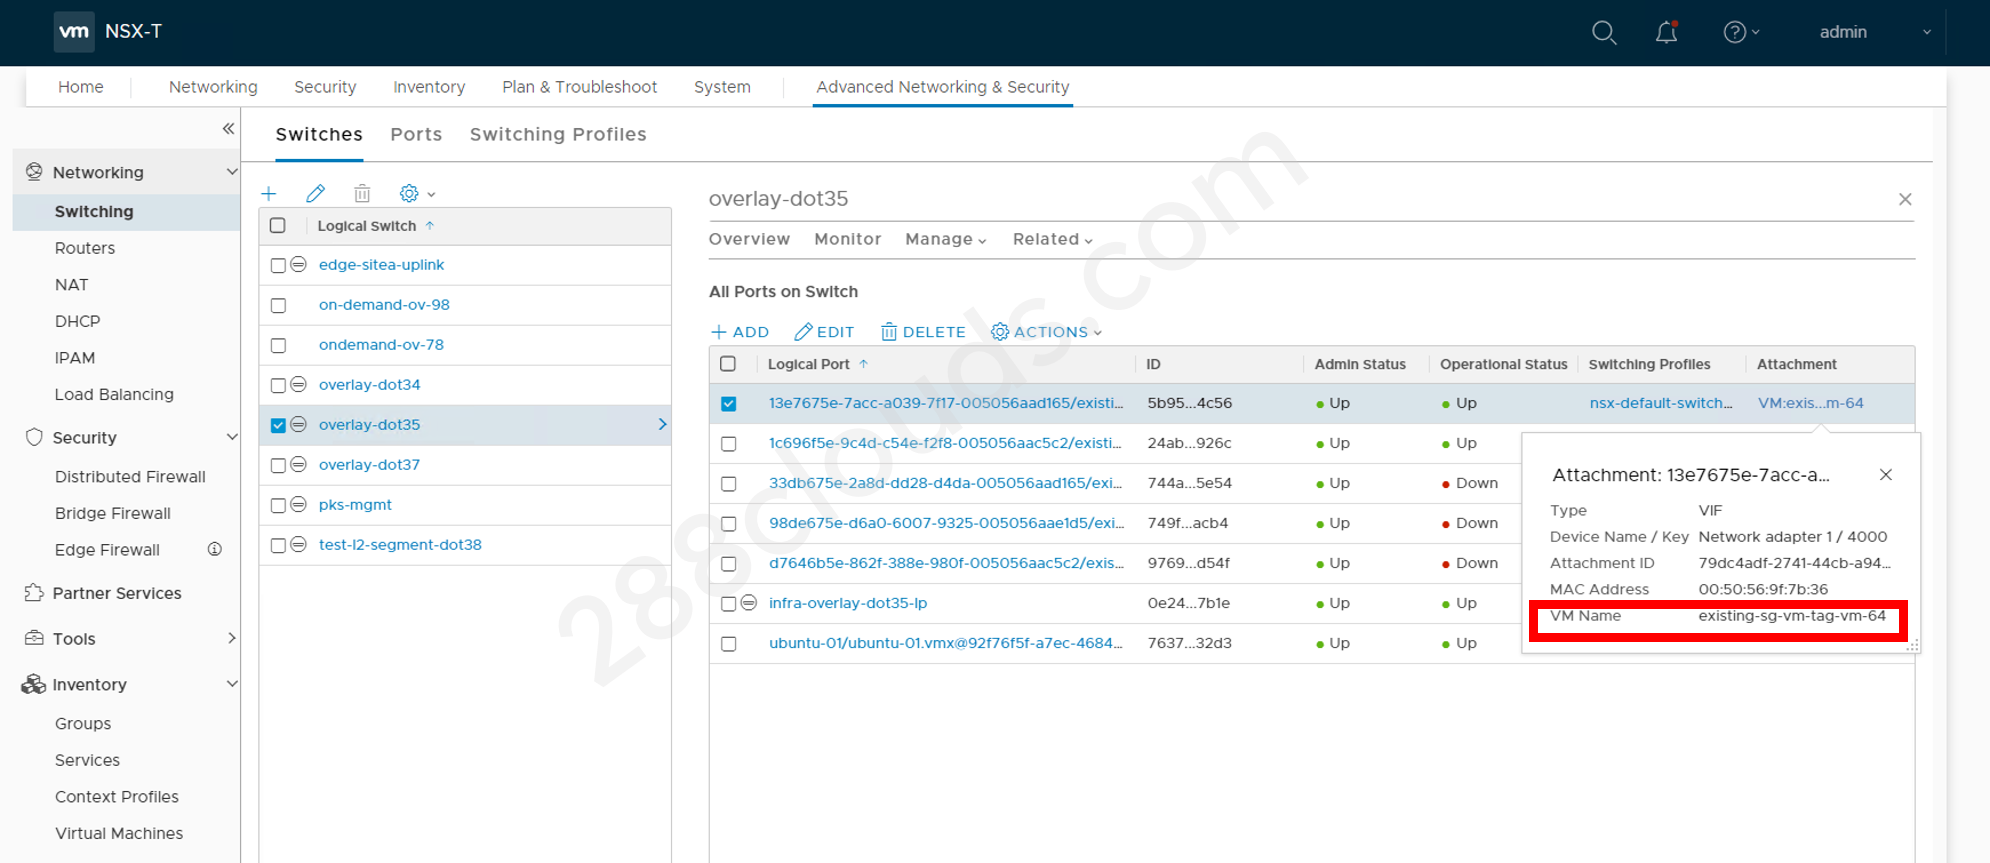 vm NSX-T
admin
Home Networking Security Inventory Plan & Troubleshoot System Advanced Networking & Security
Networking
Switching
Routers
NAT
DHCP
IPAM
Load Balancing
Security
Distributed Firewall
Bridge Firewall
Edge Firewall
Partner Services
Tools
Inventory
Groups
Services
Context Profiles
Virtual Machines
Switches Ports Switching Profiles
Logical Switch
edge-sitea-uplink
on-demand-ov-98
ondemand-ov-78
overlay-dot34
overlay-dot35
overlay-dot37
pks-mgmt
test-l2-segment-dot38
overlay-dot35
Overview Monitor Manage Related
All Ports on Switch
ADD EDIT DELETE ACTIONS
Logical Port ID Admin Status Operational Status Switching Profiles Attachment
13e7675e-7acc-a039-7f17-005056aad165/existi... 5b95...4c56 Up Up nsx-default-switch... VM:exis...m-64
1c696f5e-9c4d-c54e-f2f8-005056aac5c2/existi... 24ab...926c Up Up
33db675e-2a8d-dd28-d4da-005056aad165/exi... 744a...5e54 Up Down
98de675e-d6a0-6007-9325-005056aae1d5/exi... 749f...acb4 Up Down
d7646b5e-862f-388e-980f-005056aac5c2/exis... 9769...d54f Up Down
infra-overlay-dot35-lp 0e24...7b1e Up Up
ubuntu-01/ubuntu-01.vmx@92f76f5f-a7ec-4684... 7637...32d3 Up Up
Attachment: 13e7675e-7acc-a...
Type VIF
Device Name / Key Network adapter 1 / 4000
Attachment ID 79dc4adf-2741-44cb-a94...
MAC Address 00:50:56:9f:7b:36
VM Name existing-sg-vm-tag-vm-64
288clouds.com